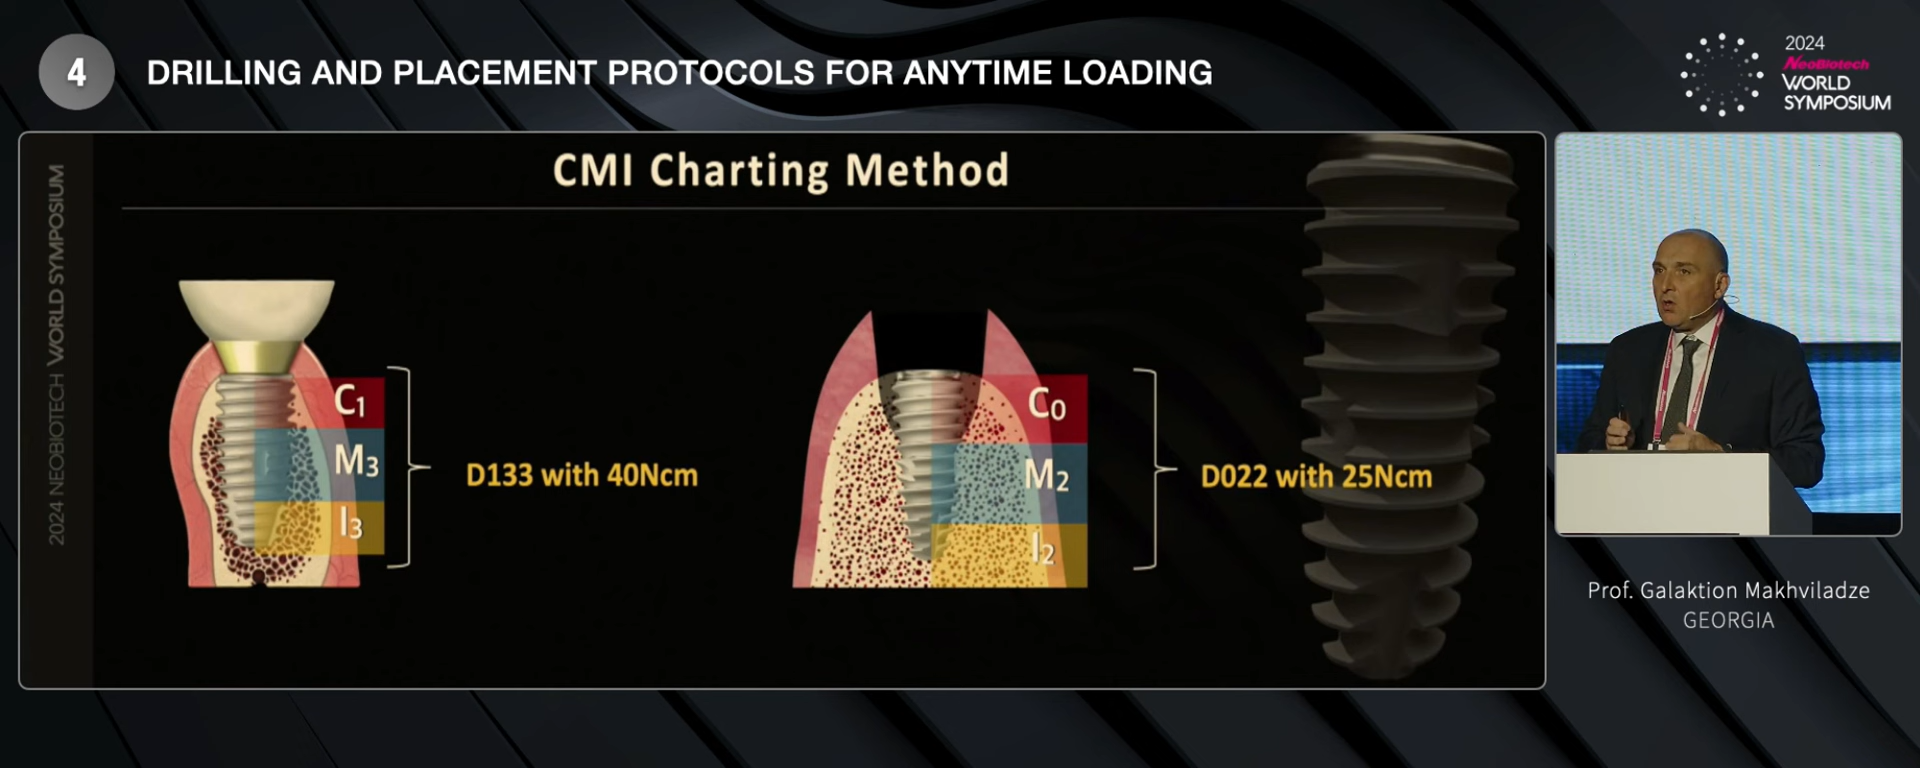 4
DRILLING AND PLACEMENT PROTOCOLS FOR ANYTIME LOADING
2024
NeoBiotech
WORLD
SYMPOSIUM
2024 NEOBIOTECH WORLD SYMPOSIUM
CMI Charting Method
C1
M3
I3
D133 with 40Ncm
C0
M2
I2
D022 with 25Ncm
Prof. Galaktion Makhviladze
GEORGIA